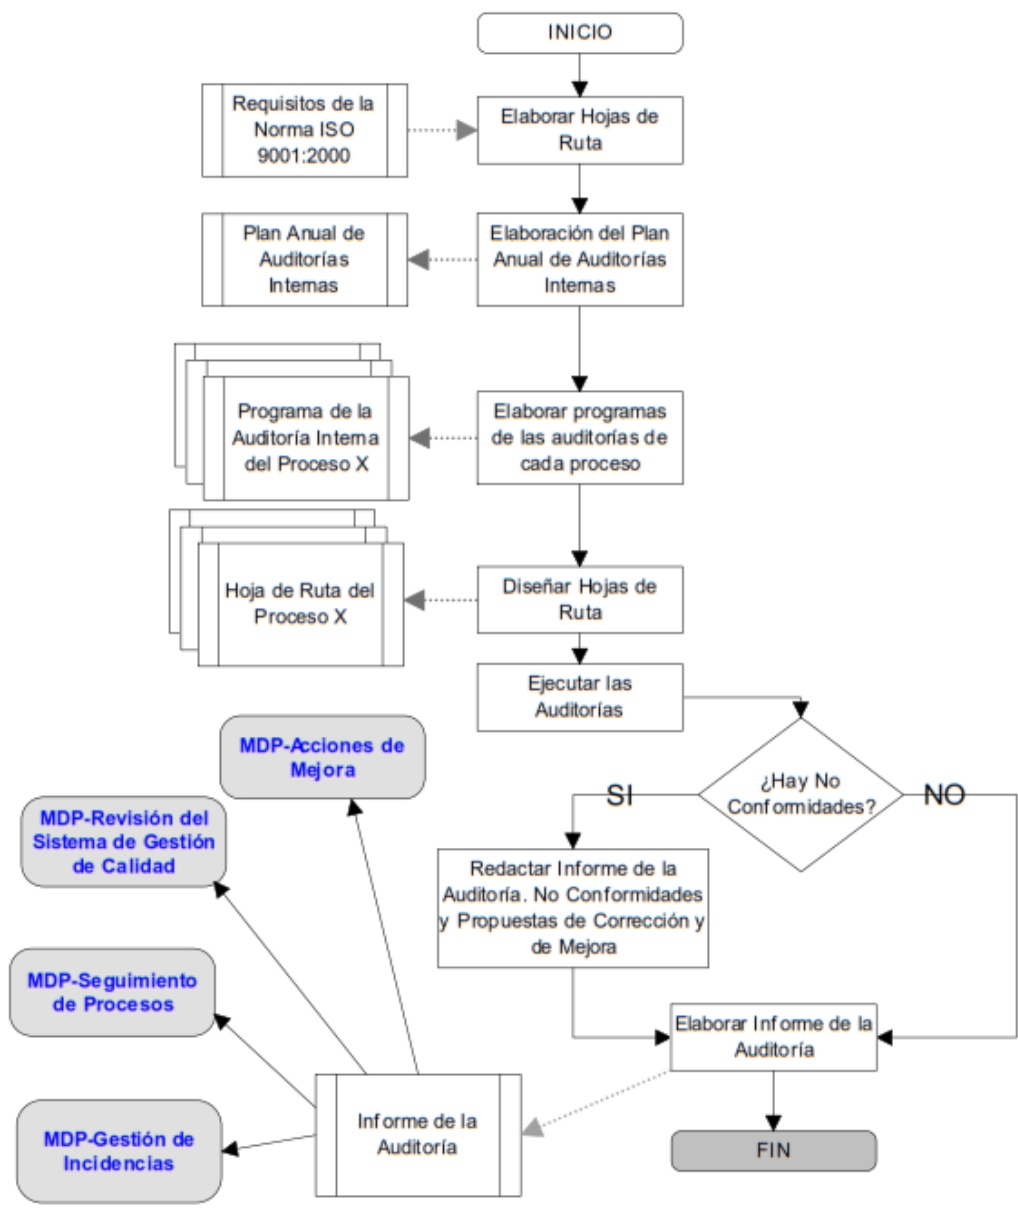 INICIO
Requisitos de la
Norma ISO
9001:2000
Elaborar Hojas de
Ruta
Plan Anual de
Auditorías
Internas
Elaboración del Plan
Anual de Auditorías
Internas
Programa de la
Auditoría Interna
del Proceso X
Elaborar programas
de las auditorías de
cada proceso
Hoja de Ruta del
Proceso X
Diseñar Hojas de
Ruta
Ejecutar las
Auditorías
¿Hay No
Conformidades?
SI
NO
MDP-Acciones de
Mejora
MDP-Revisión del
Sistema de Gestión
de Calidad
Redactar Informe de la
Auditoría. No Conformidades
y Propuestas de Corrección y
de Mejora
MDP-Seguimiento
de Procesos
Elaborar Informe de la
Auditoría
MDP-Gestión de
Incidencias
Informe de la
Auditoría
FIN